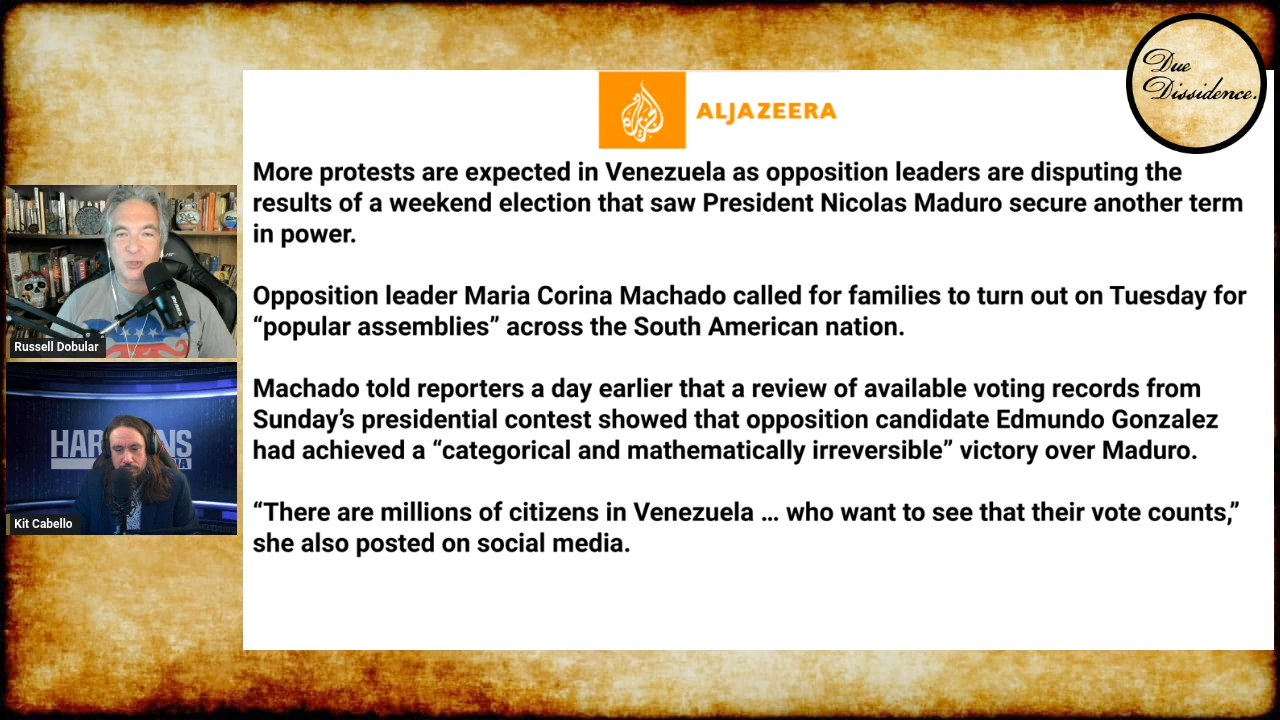 Due
Dissidence.
ALJAZEERA
More protests are expected in Venezuela as opposition leaders are disputing the
results of a weekend election that saw President Nicolas Maduro secure another term
in power.
Opposition leader Maria Corina Machado called for families to turn out on Tuesday for
“popular assemblies” across the South American nation.
Machado told reporters a day earlier that a review of available voting records from
Sunday’s presidential contest showed that opposition candidate Edmundo Gonzalez
had achieved a “categorical and mathematically irreversible” victory over Maduro.
“There are millions of citizens in Venezuela ... who want to see that their vote counts,”
she also posted on social media.
Russell Dobular
Kit Cabello